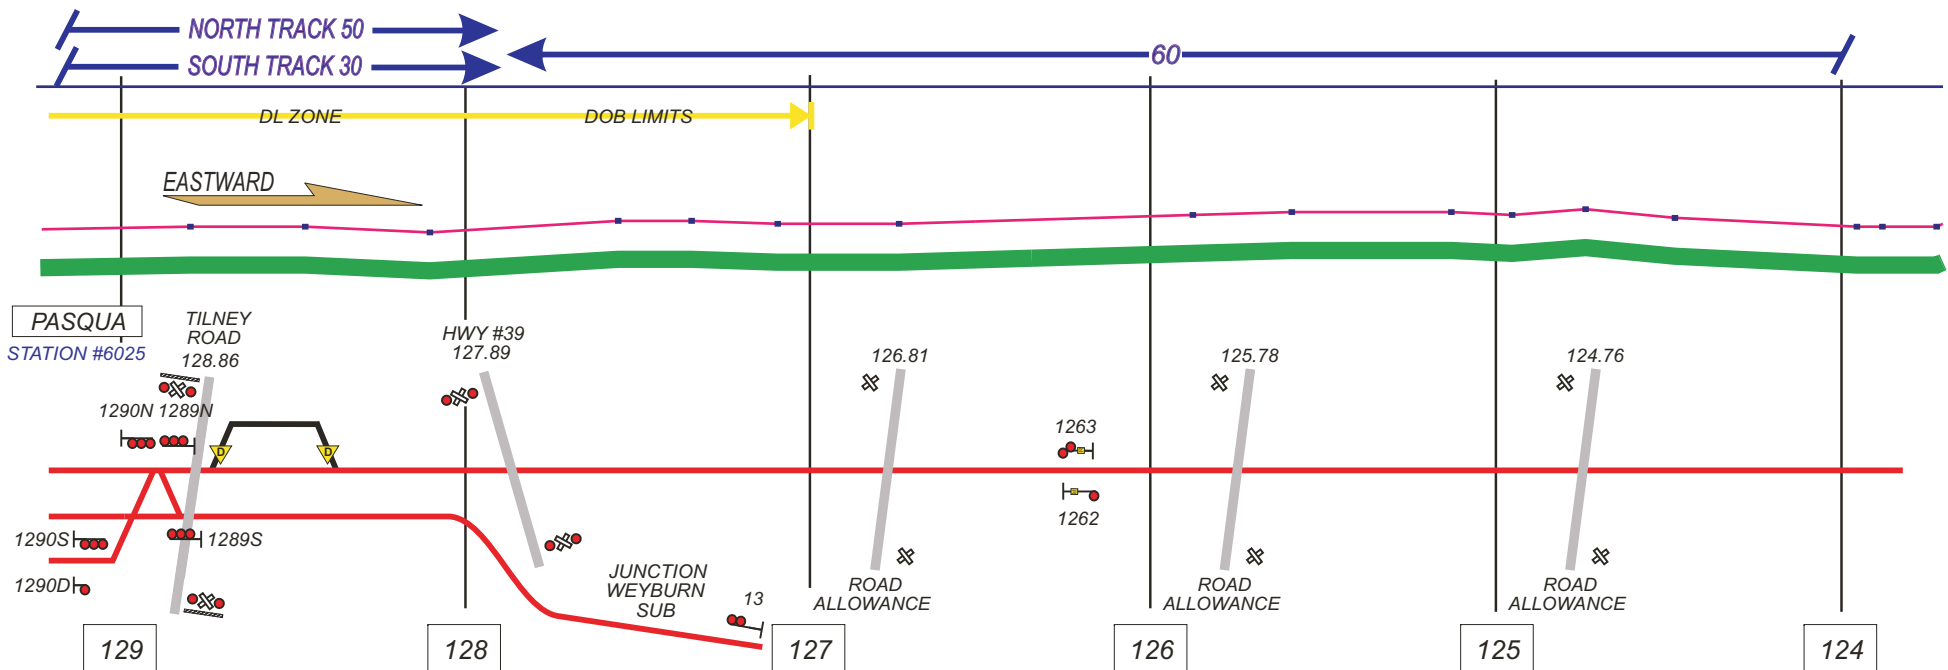 NORTH TRACK 50
SOUTH TRACK 30
60
DL ZONE
DOB LIMITS
EASTWARD
PASQUA
STATION #6025
TILNEY
ROAD
128.86
HWY #39
127.89
126.81
125.78
124.76
1290N 1289N
D
D
1263
1262
1290S
1289S
1290D
JUNCTION
WEYBURN
SUB
13
ROAD
ALLOWANCE
ROAD
ALLOWANCE
ROAD
ALLOWANCE
129
128
127
126
125
124